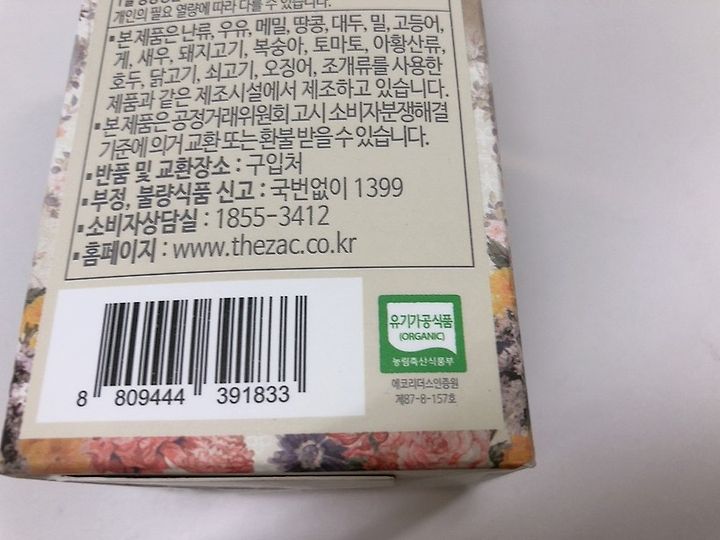 개인의 필요 열량에 따라 다를 수 있습니다.
▪본 제품은 난류, 우유, 메밀, 땅콩, 대두, 밀, 고등어,
게, 새우, 돼지고기, 복숭아, 토마토, 아황산류,
호두, 닭고기, 쇠고기, 오징어, 조개류를 사용한
제품과 같은 제조시설에서 제조하고 있습니다.
▪본 제품은 공정거래위원회 고시 소비자분쟁해결
기준에 의거 교환 또는 환불 받을 수 있습니다.
▪반품 및 교환장소 : 구입처
▪부정, 불량식품 신고 : 국번없이 1399
▪소비자상담실 : 1855-3412
▪홈페이지 : www.thezac.co.kr
8 809444 391833
유기가공식품
(ORGANIC)
농림축산식품부
에코리더스인증원
제87-8-157호